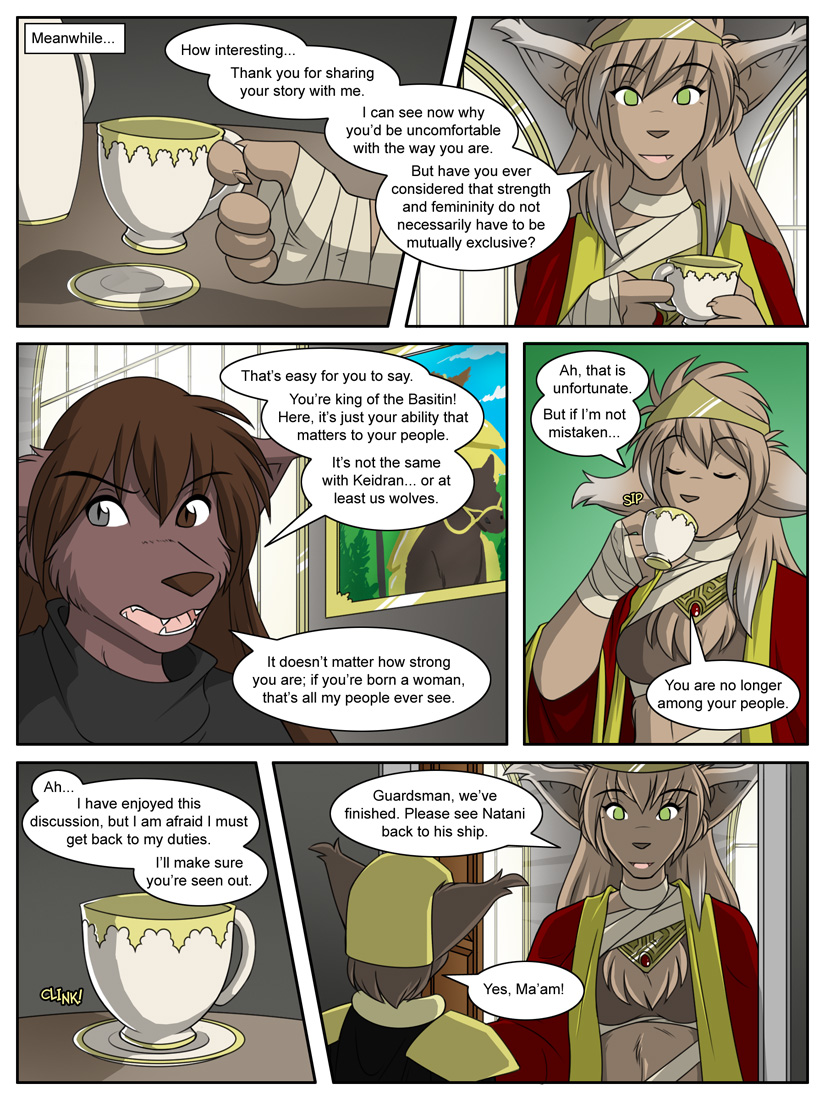 Meanwhile...
How interesting...
Thank you for sharing
your story with me.
I can see now why
you'd be uncomfortable
with the way you are.
But have you ever
considered that strength
and femininity do not
necessarily have to be
mutually exclusive?
That's easy for you to say.
You're king of the Basitin!
Here, it's just your ability that
matters to your people.
It's not the same
with Keidran... or at
least us wolves.
It doesn't matter how strong
you are; if you're born a woman,
that's all my people ever see.
Ah, that is
unfortunate.
But if I'm not
mistaken...
SIP
You are no longer
among your people.
Ah...
I have enjoyed this
discussion, but I am afraid I must
get back to my duties.
I'll make sure
you're seen out.
CLINK!
Guardsman, we've
finished. Please see Natani
back to his ship.
Yes, Ma'am!